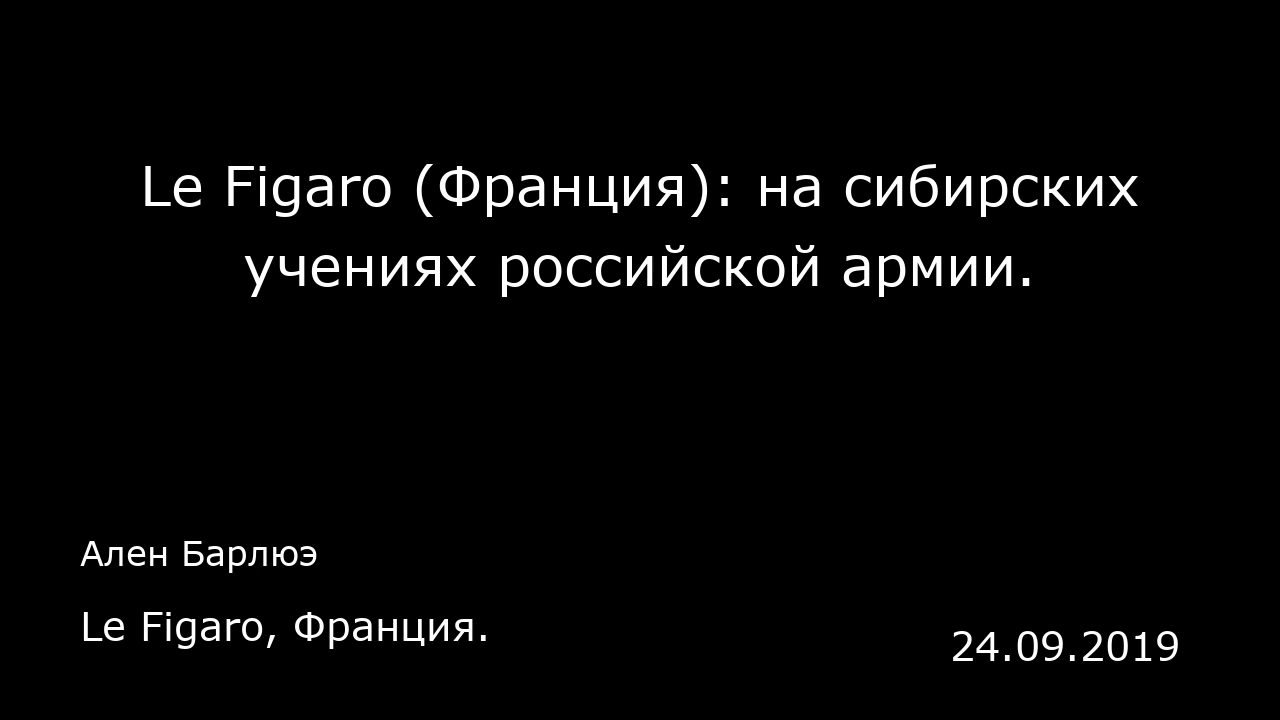 Le Figaro (Франция): на сибирских
учениях российской армии.
Ален Барлюэ
Le Figaro, Франция.
24.09.2019